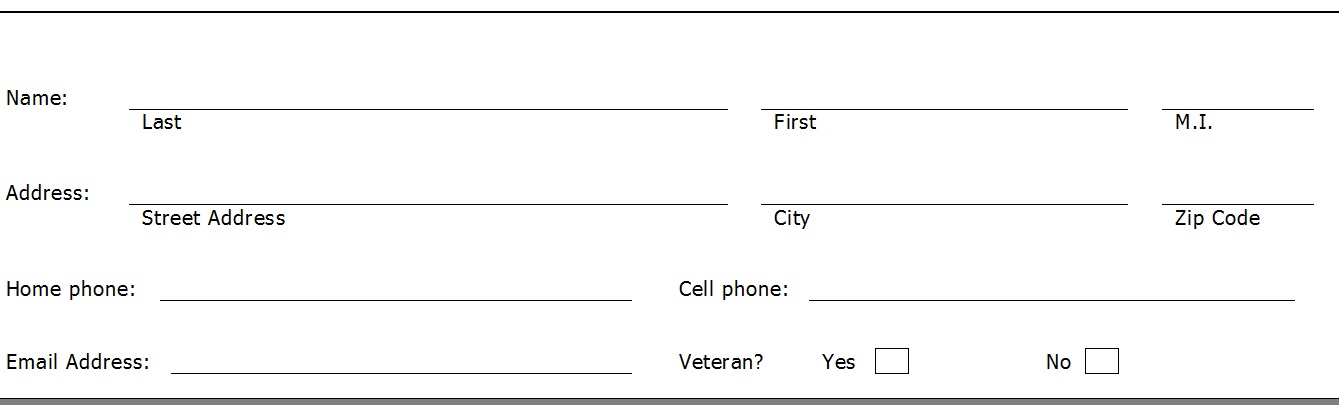 Name:
Last First M.I.
Address:
Street Address City Zip Code
Home phone: Cell phone:
Email Address: Veteran? Yes No